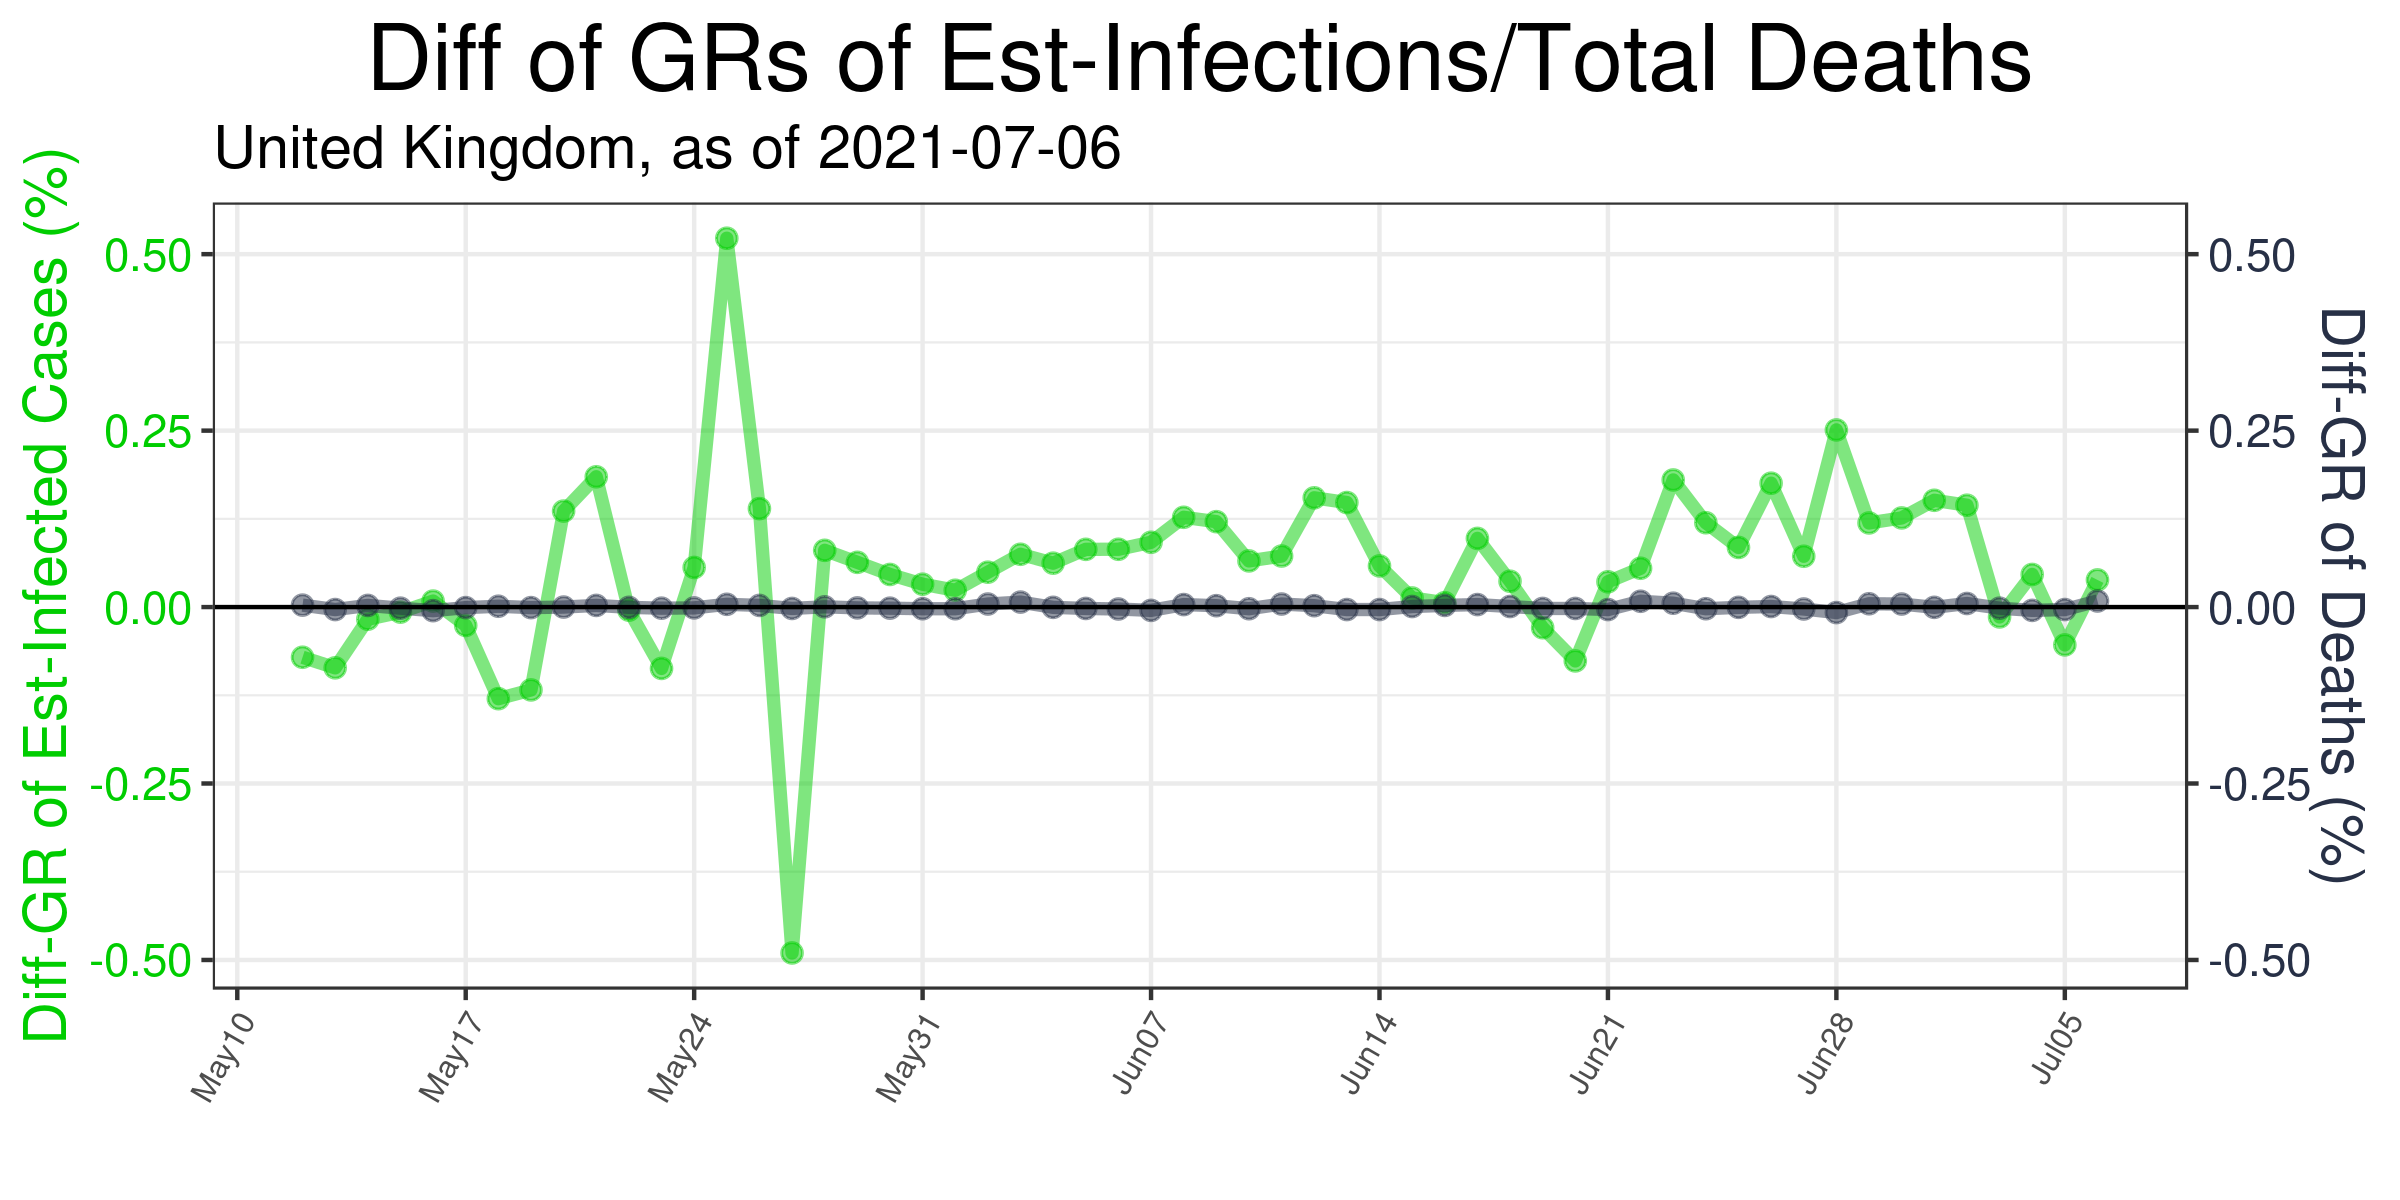 Diff of GRs of Est-Infections/Total Deaths
United Kingdom, as of 2021-07-06
Diff-GR of Est-Infected Cases (%)
0.50
0.25
0.00
-0.25
-0.50
0.50
0.25
0.00
-0.25
-0.50
Diff-GR of Deaths (%)
May10
May17
May24
May31
Jun07
Jun14
Jun21
Jun28
Jul05